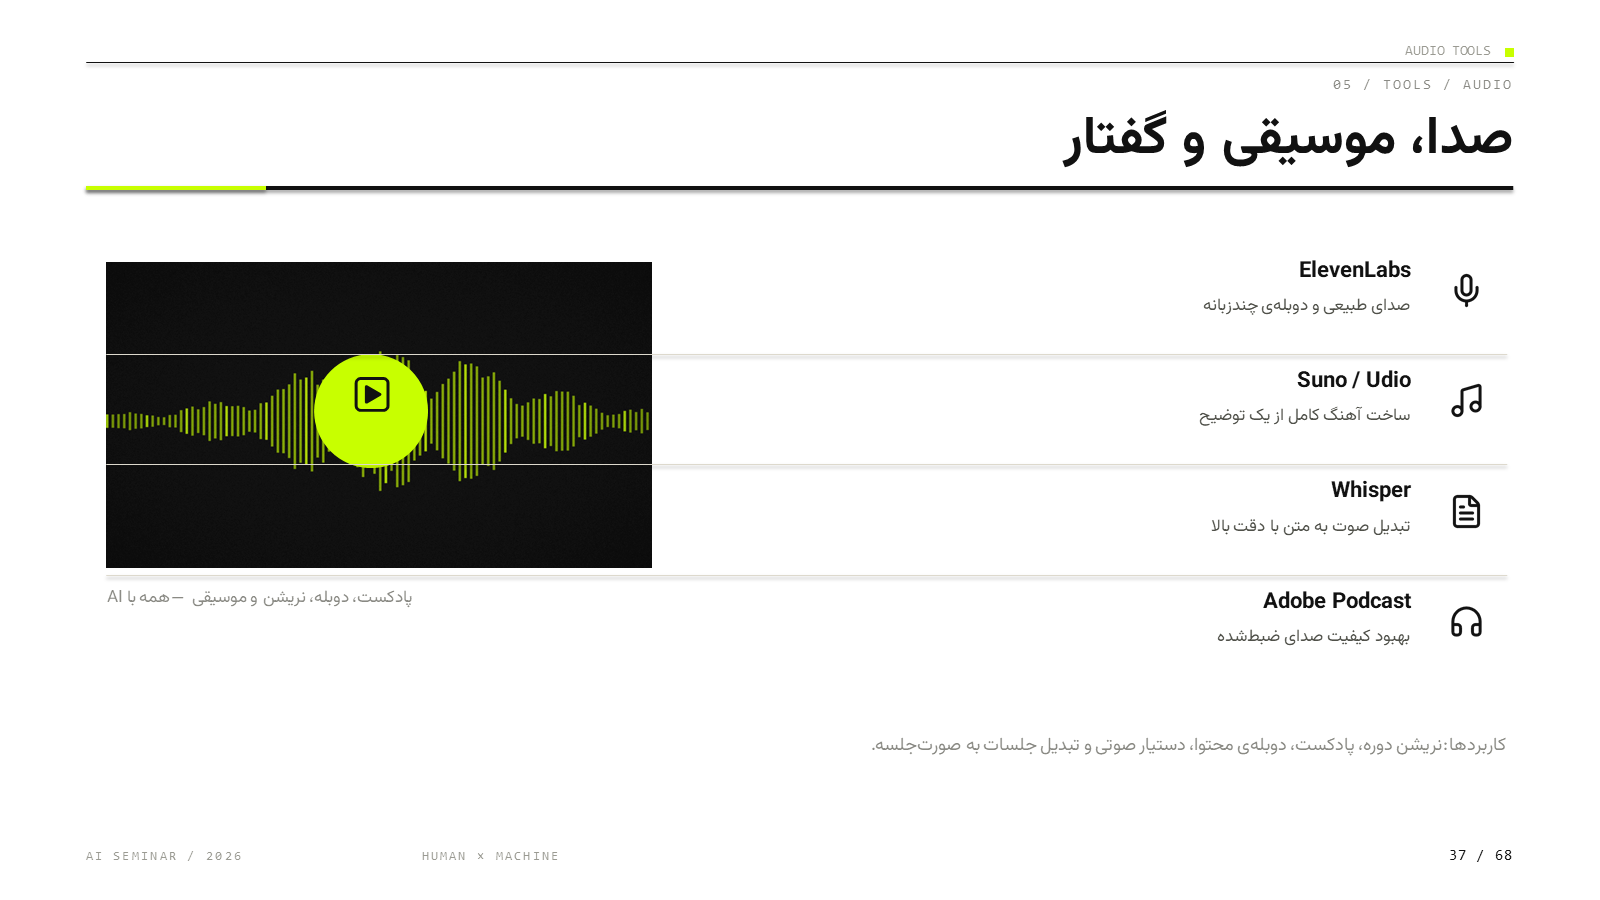 AUDIO TOOLS
05 / TOOLS / AUDIO
صدا، موسیقی و گفتار
ElevenLabs
صدای طبیعی و دوبله‌ی چندزبانه
Suno / Udio
ساخت آهنگ کامل از یک توضیح
Whisper
تبدیل صوت به متن با دقت بالا
Adobe Podcast
بهبود کیفیت صدای ضبط‌شده
پادکست، دوبله، نریشن و موسیقی — همه با AI
کاربردها: نریشن دوره، پادکست، دوبله‌ی محتوا، دستیار صوتی و تبدیل جلسات به صورت‌جلسه.
AI SEMINAR / 2026
HUMAN × MACHINE
37 / 68